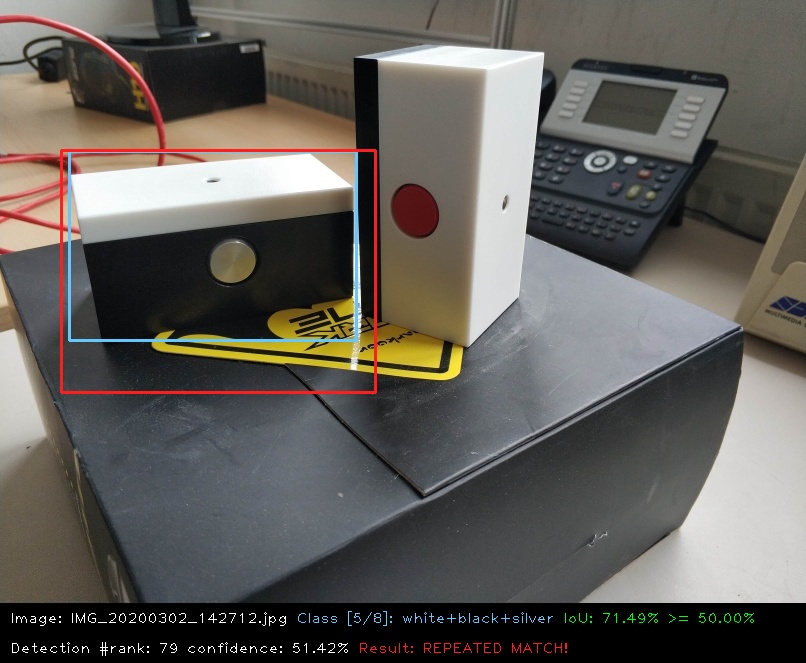 MULTIMEDIA
Image: IMG_20200302_142712.jpg Class [5/8]: white+black+silver IoU: 71.49% >= 50.00%
Detection #rank: 79 confidence: 51.42% Result: REPEATED MATCH!